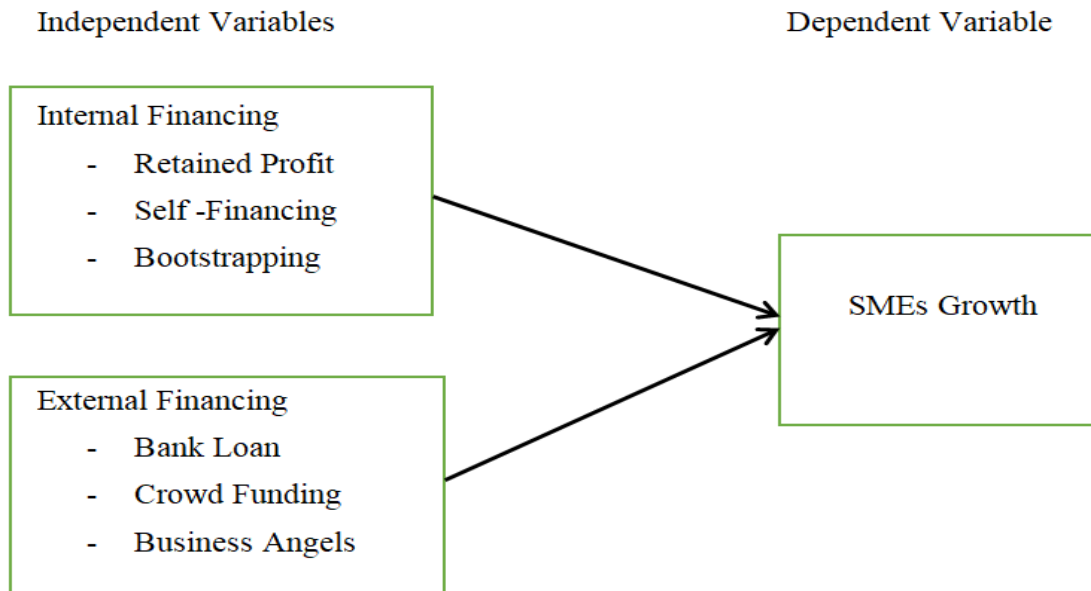 Independent Variables
Dependent Variable
Internal Financing
- Retained Profit
- Self -Financing
- Bootstrapping
SMEs Growth
External Financing
- Bank Loan
- Crowd Funding
- Business Angels